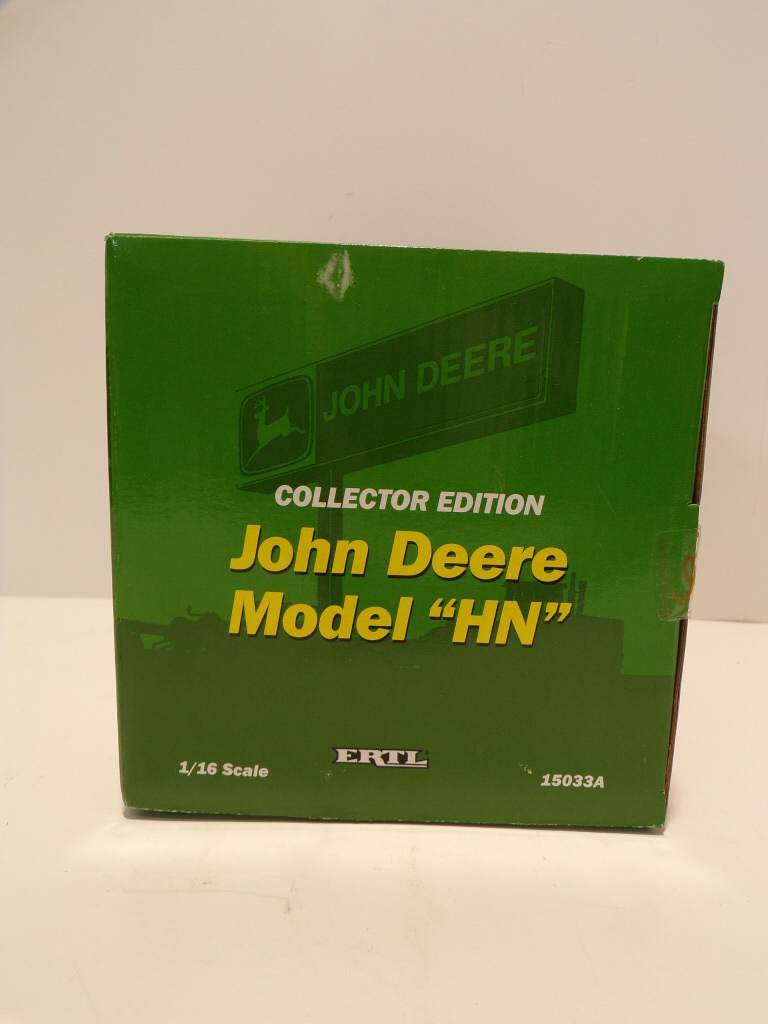 JOHN DEERE
COLLECTOR EDITION
John Deere
Model “HN”
ERTL
1/16 Scale
15033A